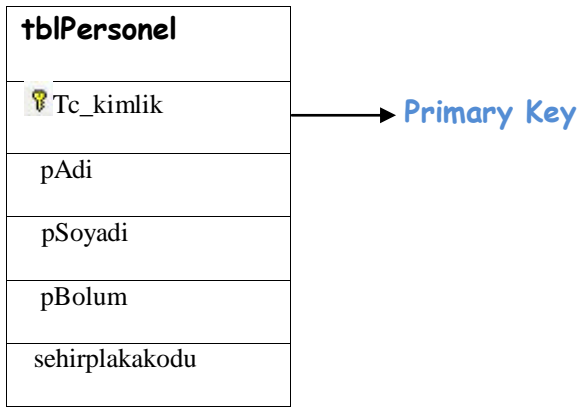 tblPersonel
Tc_kimlik
Primary Key
pAdi
pSoyadi
pBolum
sehirplakakodu